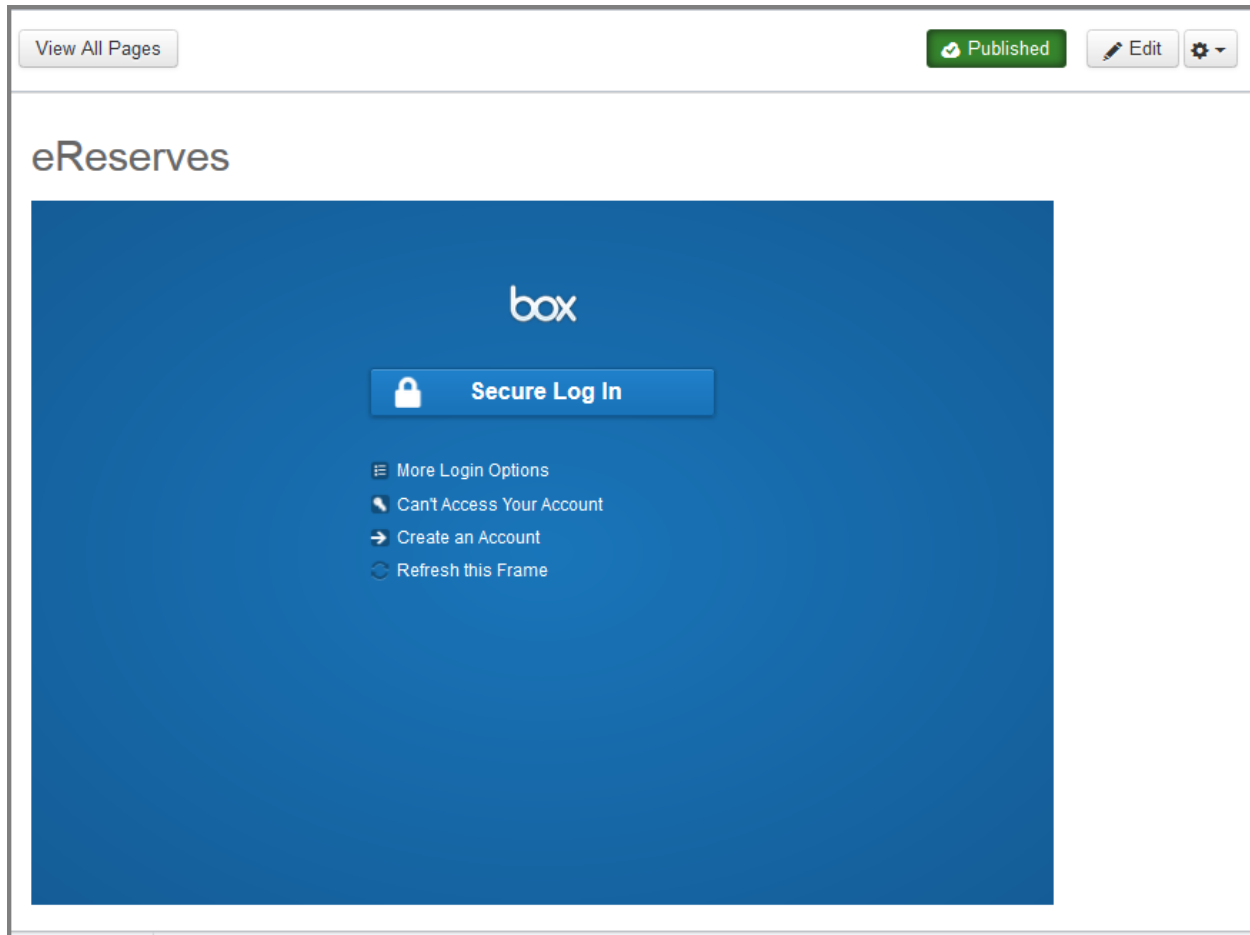 View All Pages
Published
Edit
eReserves
box
Secure Log In
More Login Options
Can't Access Your Account
Create an Account
Refresh this Frame